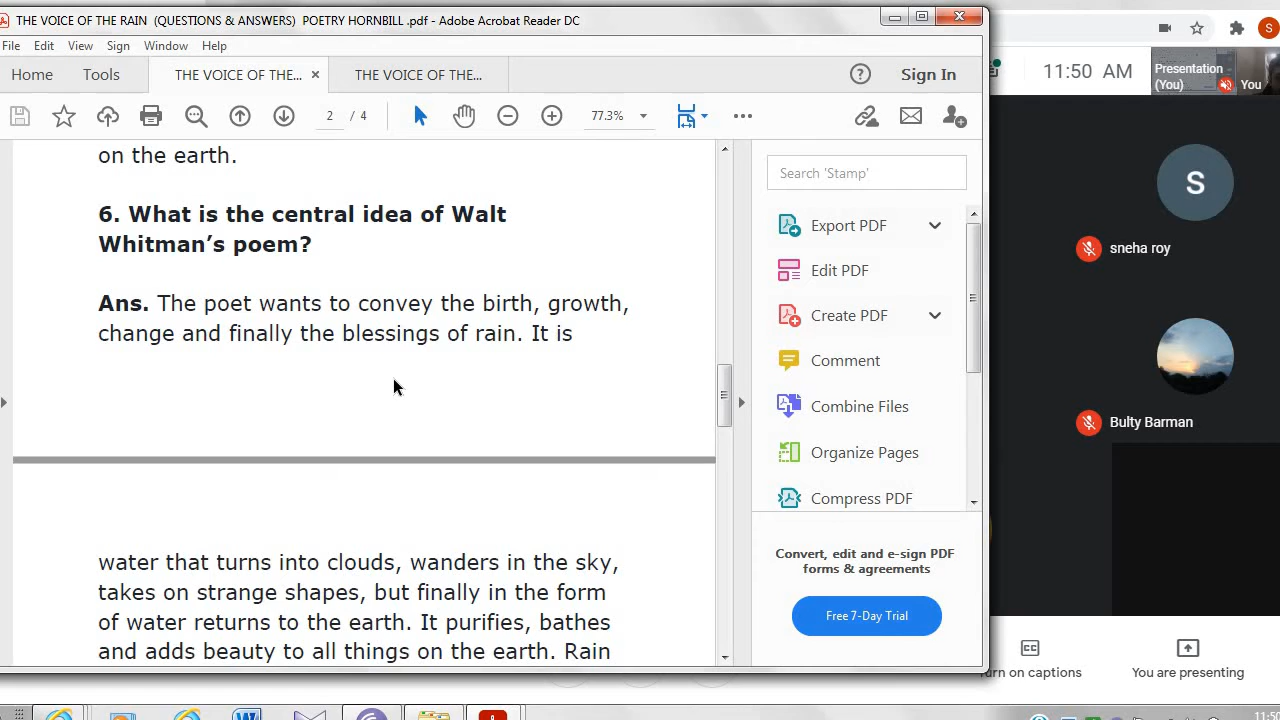 THE VOICE OF THE RAIN (QUESTIONS & ANSWERS) POETRY HORNBILL .pdf - Adobe Acrobat Reader DC
File Edit View Sign Window Help
Home Tools THE VOICE OF THE... × THE VOICE OF THE... ? Sign In
2 / 4 77.3%
on the earth.
6. What is the central idea of Walt
Whitman’s poem?
Ans. The poet wants to convey the birth, growth,
change and finally the blessings of rain. It is
water that turns into clouds, wanders in the sky,
takes on strange shapes, but finally in the form
of water returns to the earth. It purifies, bathes
and adds beauty to all things on the earth. Rain
Search 'Stamp'
Export PDF
Edit PDF
Create PDF
Comment
Combine Files
Organize Pages
Compress PDF
Convert, edit and e-sign PDF
forms & agreements
Free 7-Day Trial
S
11:50 AM
Presentation
(You)
You
S
sneha roy
Bulty Barman
CC
Turn on captions
You are presenting
W